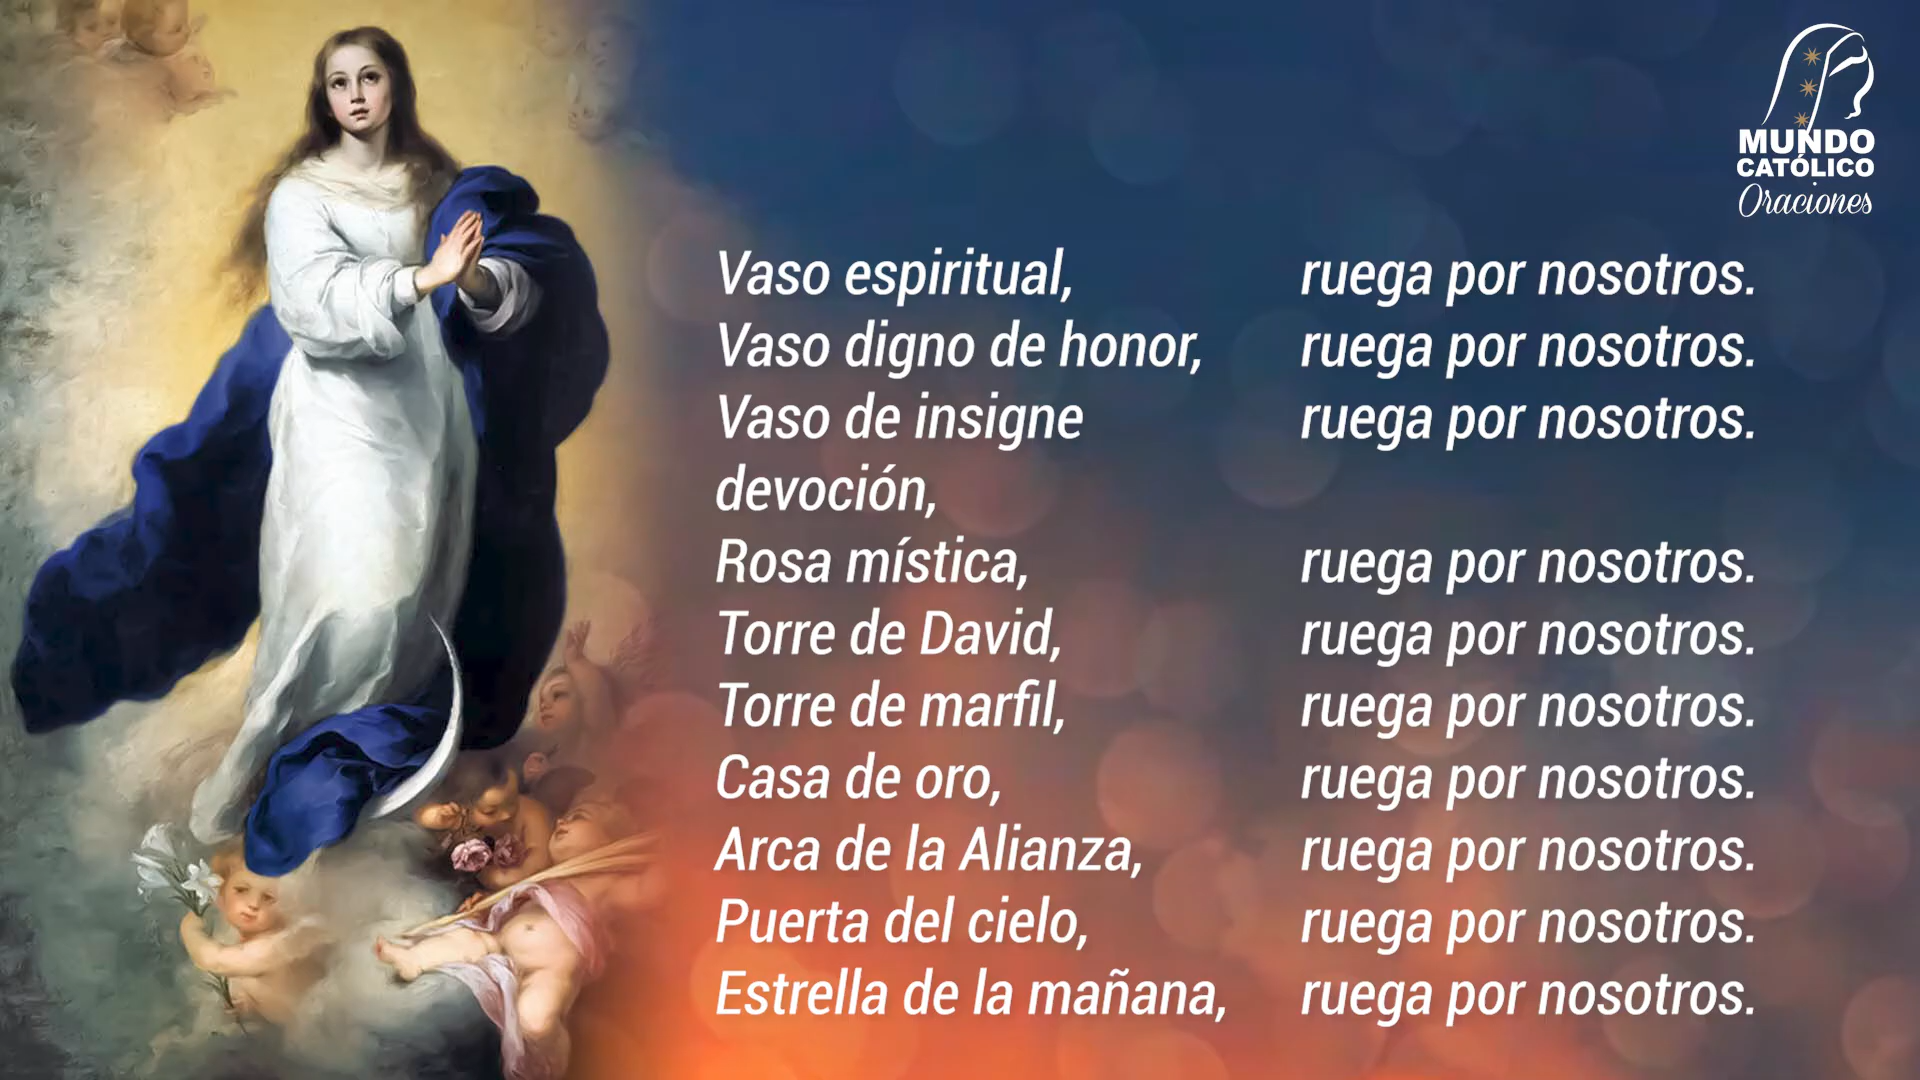 MUNDO
CATÓLICO
Oraciones
Vaso espiritual, ruega por nosotros.
Vaso digno de honor, ruega por nosotros.
Vaso de insigne ruega por nosotros.
devoción,
Rosa mística, ruega por nosotros.
Torre de David, ruega por nosotros.
Torre de marfil, ruega por nosotros.
Casa de oro, ruega por nosotros.
Arca de la Alianza, ruega por nosotros.
Puerta del cielo, ruega por nosotros.
Estrella de la mañana, ruega por nosotros.